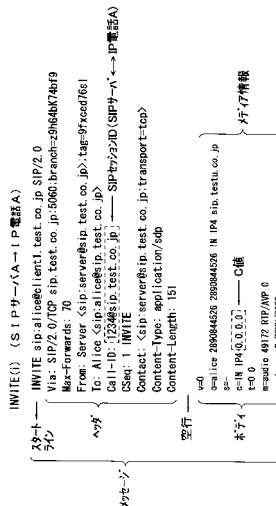 INVITE(i) (SIPサーバA→IP電話A)
スタートライン INVITE sip:alice@client1.test.co.jp SIP/2.0
ヘッダ
Via: SIP/2.0/TCP sip.test.co.jp:5060;branch=z9hG4bK74bf9
Max-Forwards: 70
From: Server <sip:server@sip.test.co.jp>;tag=9fxced76sl
To: Alice <sip:alice@sip.test.co.jp>
Call-ID: 1234@sip.test.co.jp SIPセッションID(SIPサーバ←→IP電話A)
CSeq: 1 INVITE
Contact: <sip:server@sip.test.co.jp;transport=tcp>
Content-Type: application/sdp
Content-Length: 151
メッセージ
空行
ボディ
v=0
o=alice 2890844526 2890844526 IN IP4 sip.testu.co.jp
s=-
c=IN IP4 0.0.0.0 C値
t=0 0
m=audio 49172 RTP/AVP 0
メディア情報